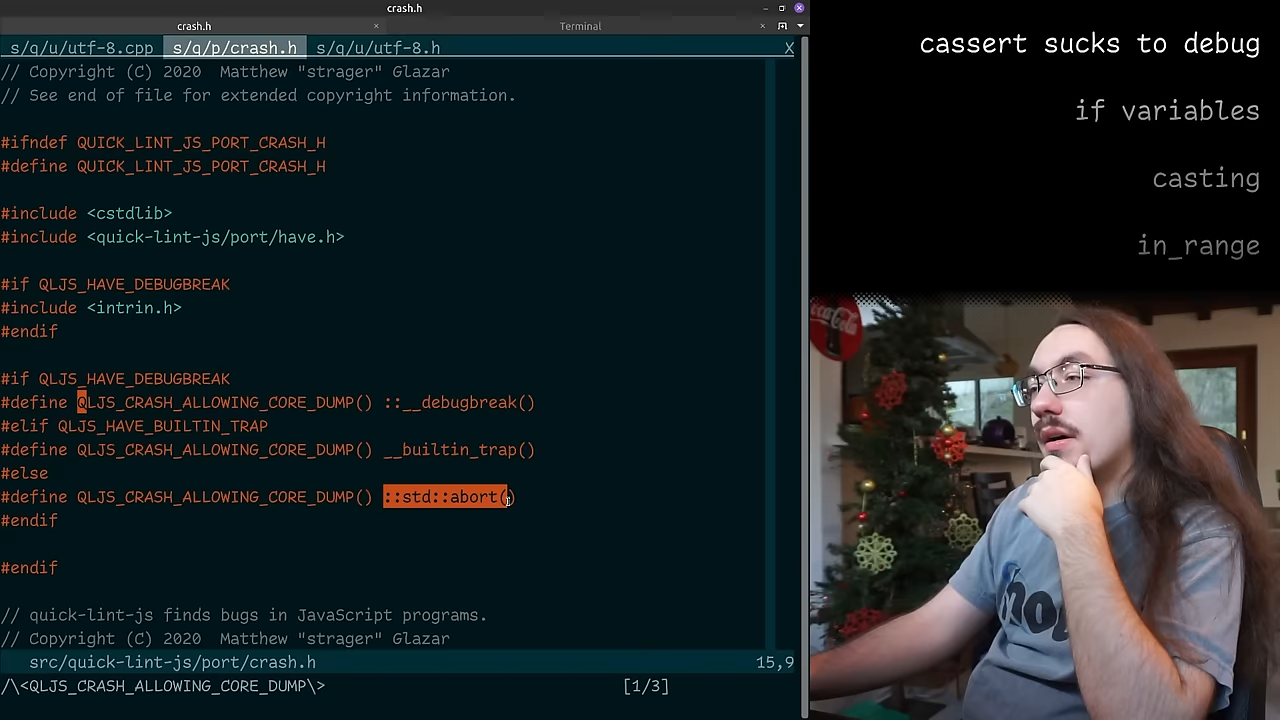 crash.h
crash.h × Terminal ×
s/q/u/utf-8.cpp s/q/p/crash.h s/q/u/utf-8.h X
// Copyright (C) 2020  Matthew "strager" Glazar
// See end of file for extended copyright information.
#ifndef QUICK_LINT_JS_PORT_CRASH_H
#define QUICK_LINT_JS_PORT_CRASH_H
#include <cstdlib>
#include <quick-lint-js/port/have.h>
#if QLJS_HAVE_DEBUGBREAK
#include <intrin.h>
#endif
#if QLJS_HAVE_DEBUGBREAK
#define QLJS_CRASH_ALLOWING_CORE_DUMP() ::__debugbreak()
#elif QLJS_HAVE_BUILTIN_TRAP
#define QLJS_CRASH_ALLOWING_CORE_DUMP() __builtin_trap()
#else
#define QLJS_CRASH_ALLOWING_CORE_DUMP() ::std::abort()
#endif
#endif
// quick-lint-js finds bugs in JavaScript programs.
// Copyright (C) 2020  Matthew "strager" Glazar
src/quick-lint-js/port/crash.h 15,9
/\<QLJS_CRASH_ALLOWING_CORE_DUMP\> [1/3]
cassert sucks to debug
if variables
casting
in_range
Coca-Cola